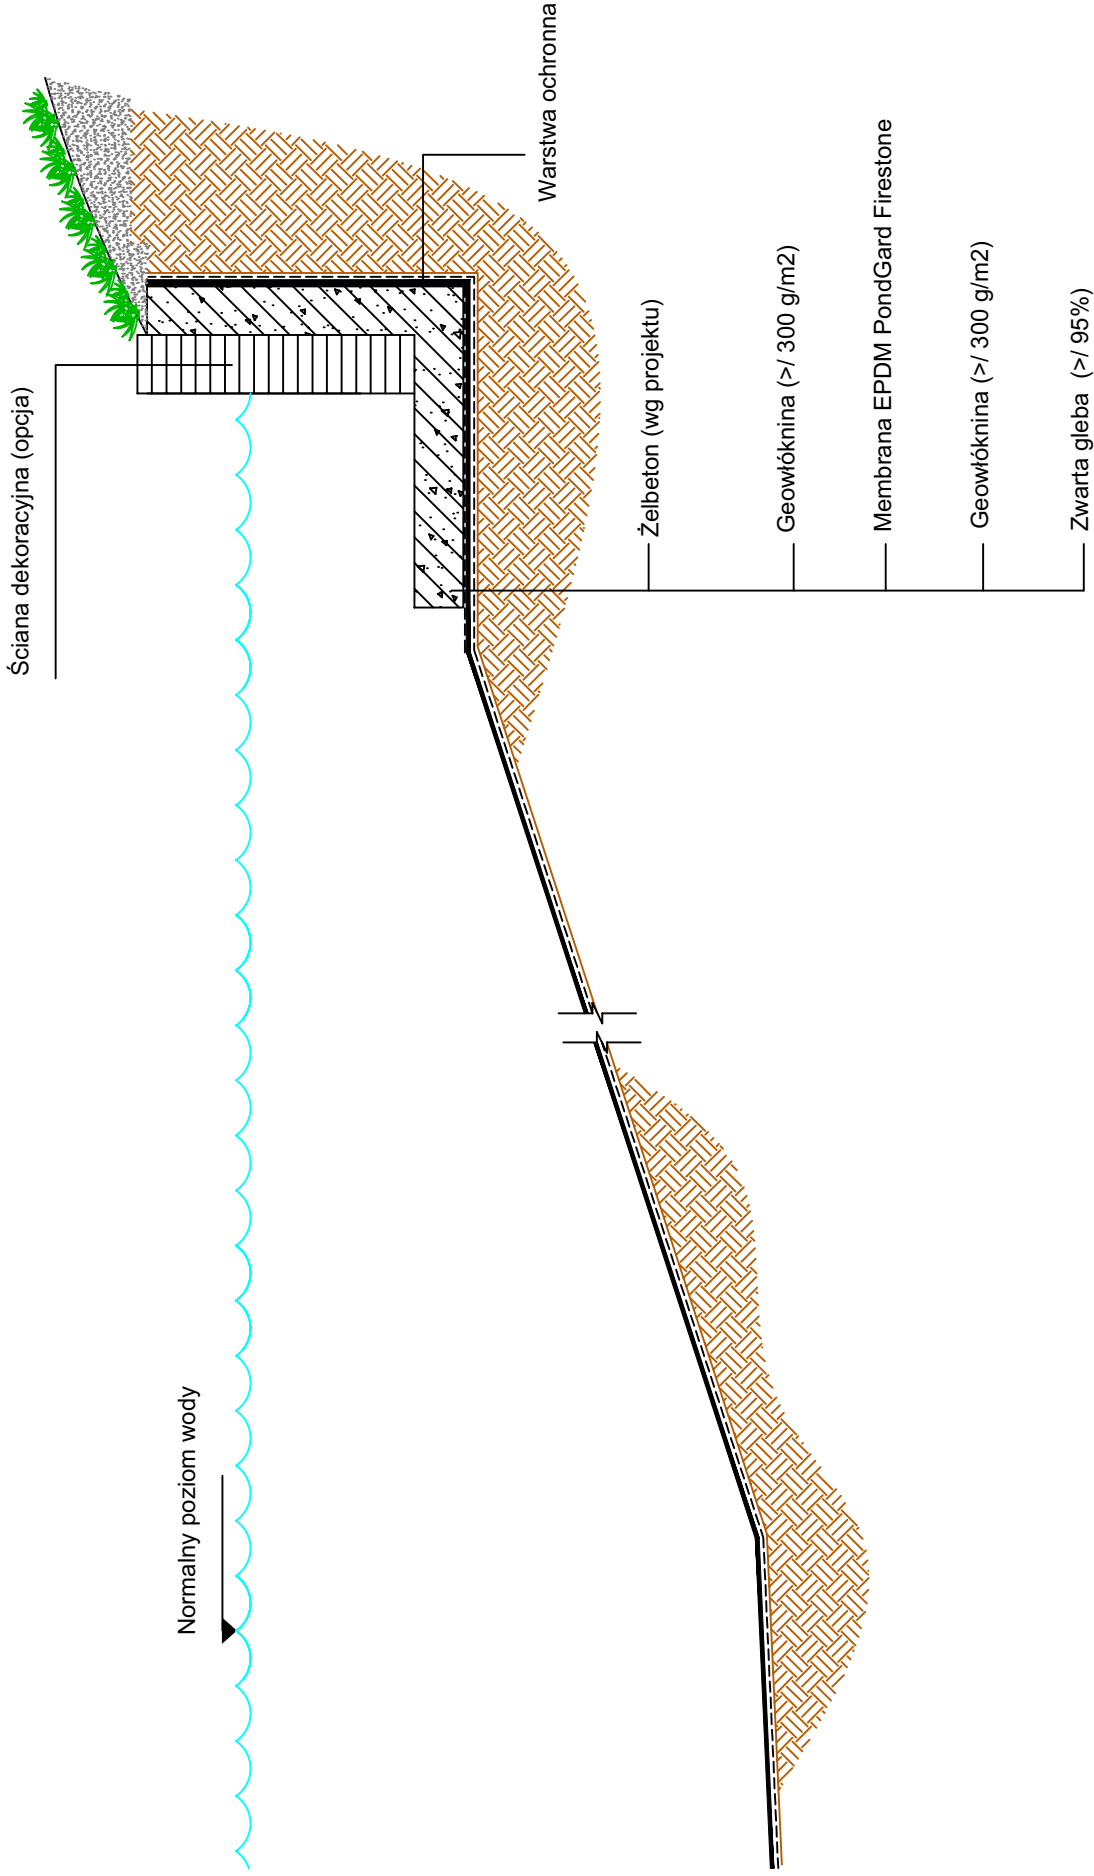 Ściana dekoracyjna (opcja)
Normalny poziom wody
Warstwa ochronna
Żelbeton (wg projektu)
Geowłóknina (>/ 300 g/m2)
Membrana EPDM PondGard Firestone
Geowłóknina (>/ 300 g/m2)
Zwarta gleba (>/ 95%)